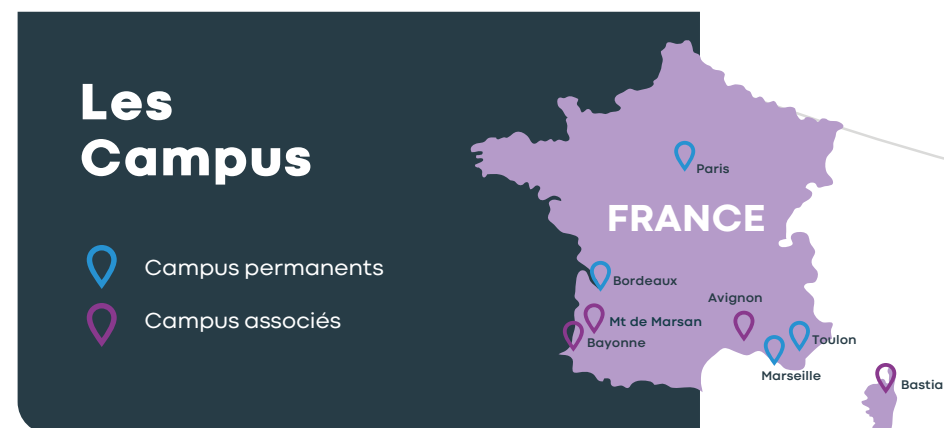 Les
Campus
Campus permanents
Campus associés
Paris
FRANCE
Bordeaux
Avignon
Mt de Marsan
Bayonne
Toulon
Marseille
Bastia